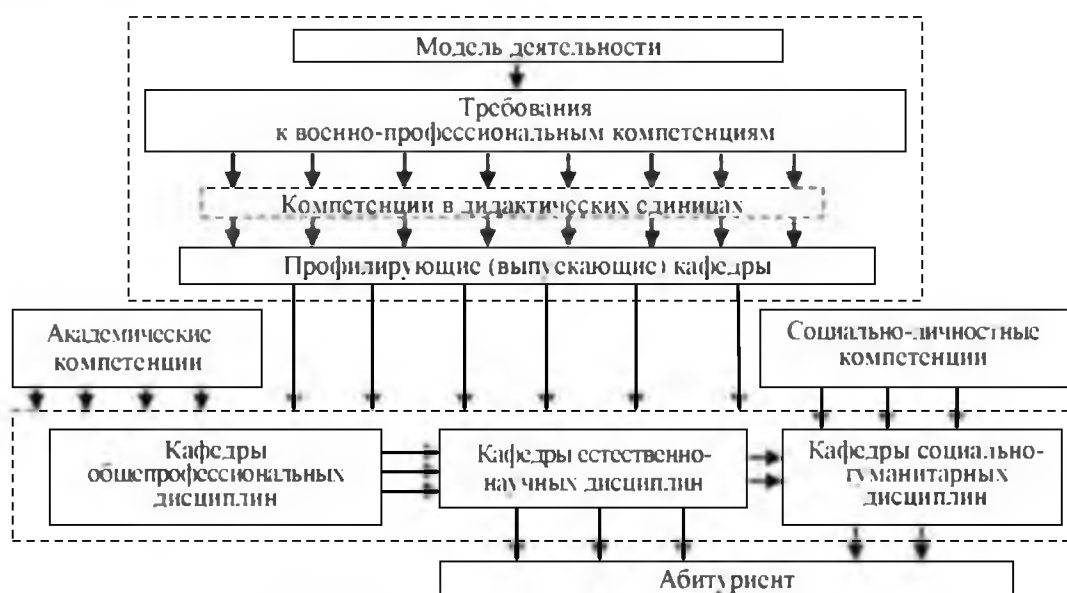 Модель деятельности
Требования
к военно-профессиональным компетенциям
Компетенции в дидактических единицах
Профилирующие (выпускающие) кафедры
Академические
компетенции
Социально-личностные
компетенции
Кафедры
общепрофессиональных
дисциплин
Кафедры естественно-
научных дисциплин
Кафедры социально-
гуманитарных
дисциплин
Абитуриент